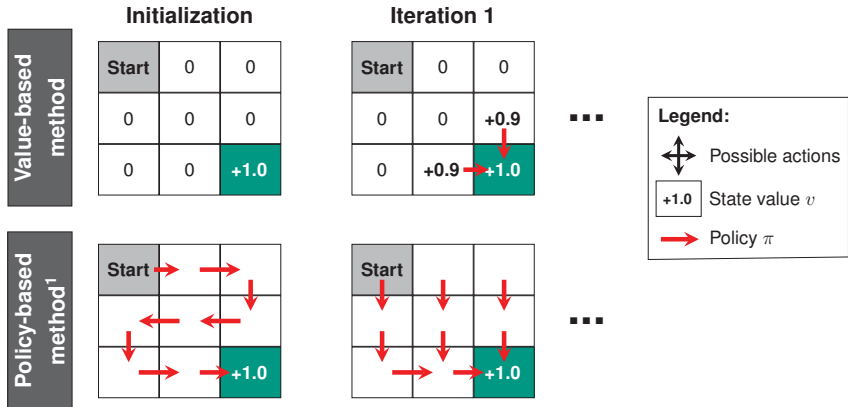 Initialization
Iteration 1
Value-based
method
Start 0 0
0 0 0
0 0 +1.0
Start 0 0
0 0 +0.9
0 +0.9 +1.0
...
Legend:
Possible actions
+1.0 State value v
Policy π
Policy-based
method¹
Start
+1.0
Start
+1.0
...